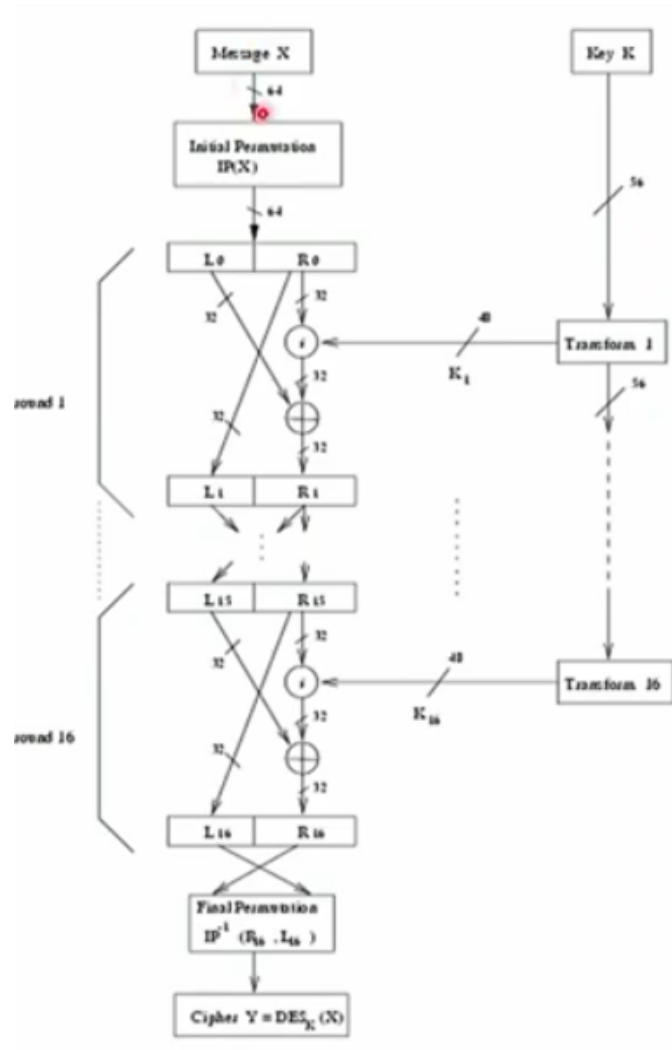 Message X
Key K
64
Initial Permutation
IP(X)
56
64
L0 R0
32 32
48
f
Transform 1
K1
32
56
ound 1
32
32
L1 R1
L15 R15
32
32
48
f
Transform 16
K16
32
ound 16
32
32
L16 R16
Final Permutation
IP-1 (R16 , L16 )
Cipher Y = DESK (X)